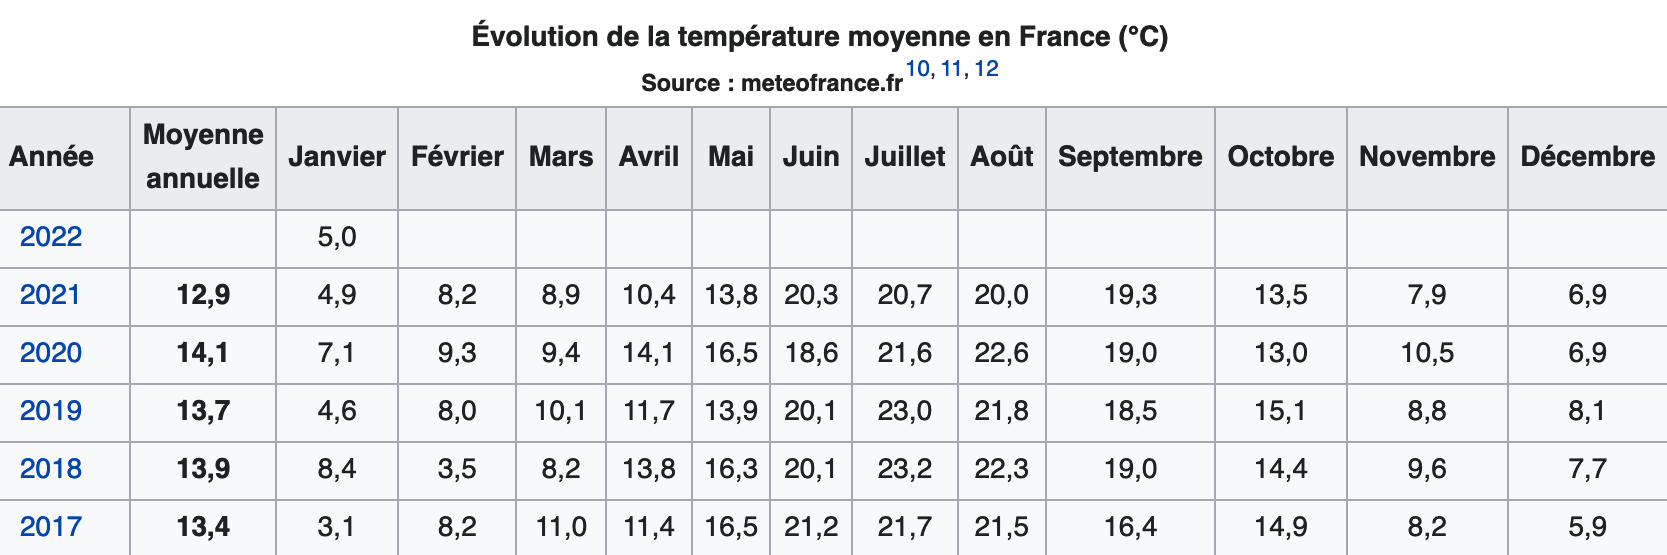 Évolution de la température moyenne en France (°C)
Source : meteofrance.fr 10, 11, 12
Année Moyenne annuelle Janvier Février Mars Avril Mai Juin Juillet Août Septembre Octobre Novembre Décembre
2022 5,0
2021 12,9 4,9 8,2 8,9 10,4 13,8 20,3 20,7 20,0 19,3 13,5 7,9 6,9
2020 14,1 7,1 9,3 9,4 14,1 16,5 18,6 21,6 22,6 19,0 13,0 10,5 6,9
2019 13,7 4,6 8,0 10,1 11,7 13,9 20,1 23,0 21,8 18,5 15,1 8,8 8,1
2018 13,9 8,4 3,5 8,2 13,8 16,3 20,1 23,2 22,3 19,0 14,4 9,6 7,7
2017 13,4 3,1 8,2 11,0 11,4 16,5 21,2 21,7 21,5 16,4 14,9 8,2 5,9